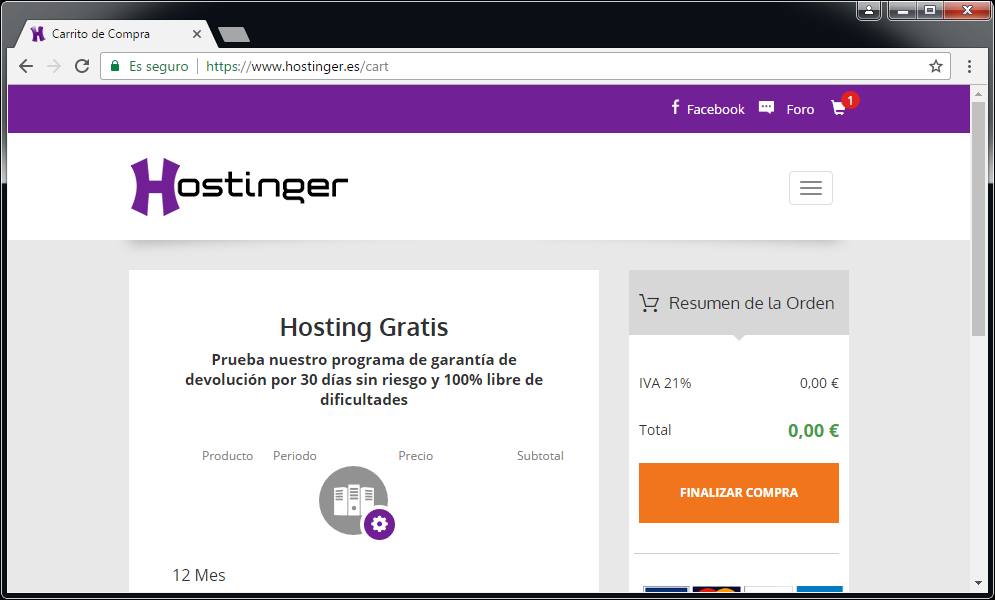 Carrito de Compra
Es seguro
https://www.hostinger.es/cart
Facebook
Foro
1
Hostinger
Hosting Gratis
Prueba nuestro programa de garantía de
devolución por 30 días sin riesgo y 100% libre de
dificultades
Producto Periodo Precio Subtotal
12 Mes
Resumen de la Orden
IVA 21% 0,00 €
Total 0,00 €
FINALIZAR COMPRA